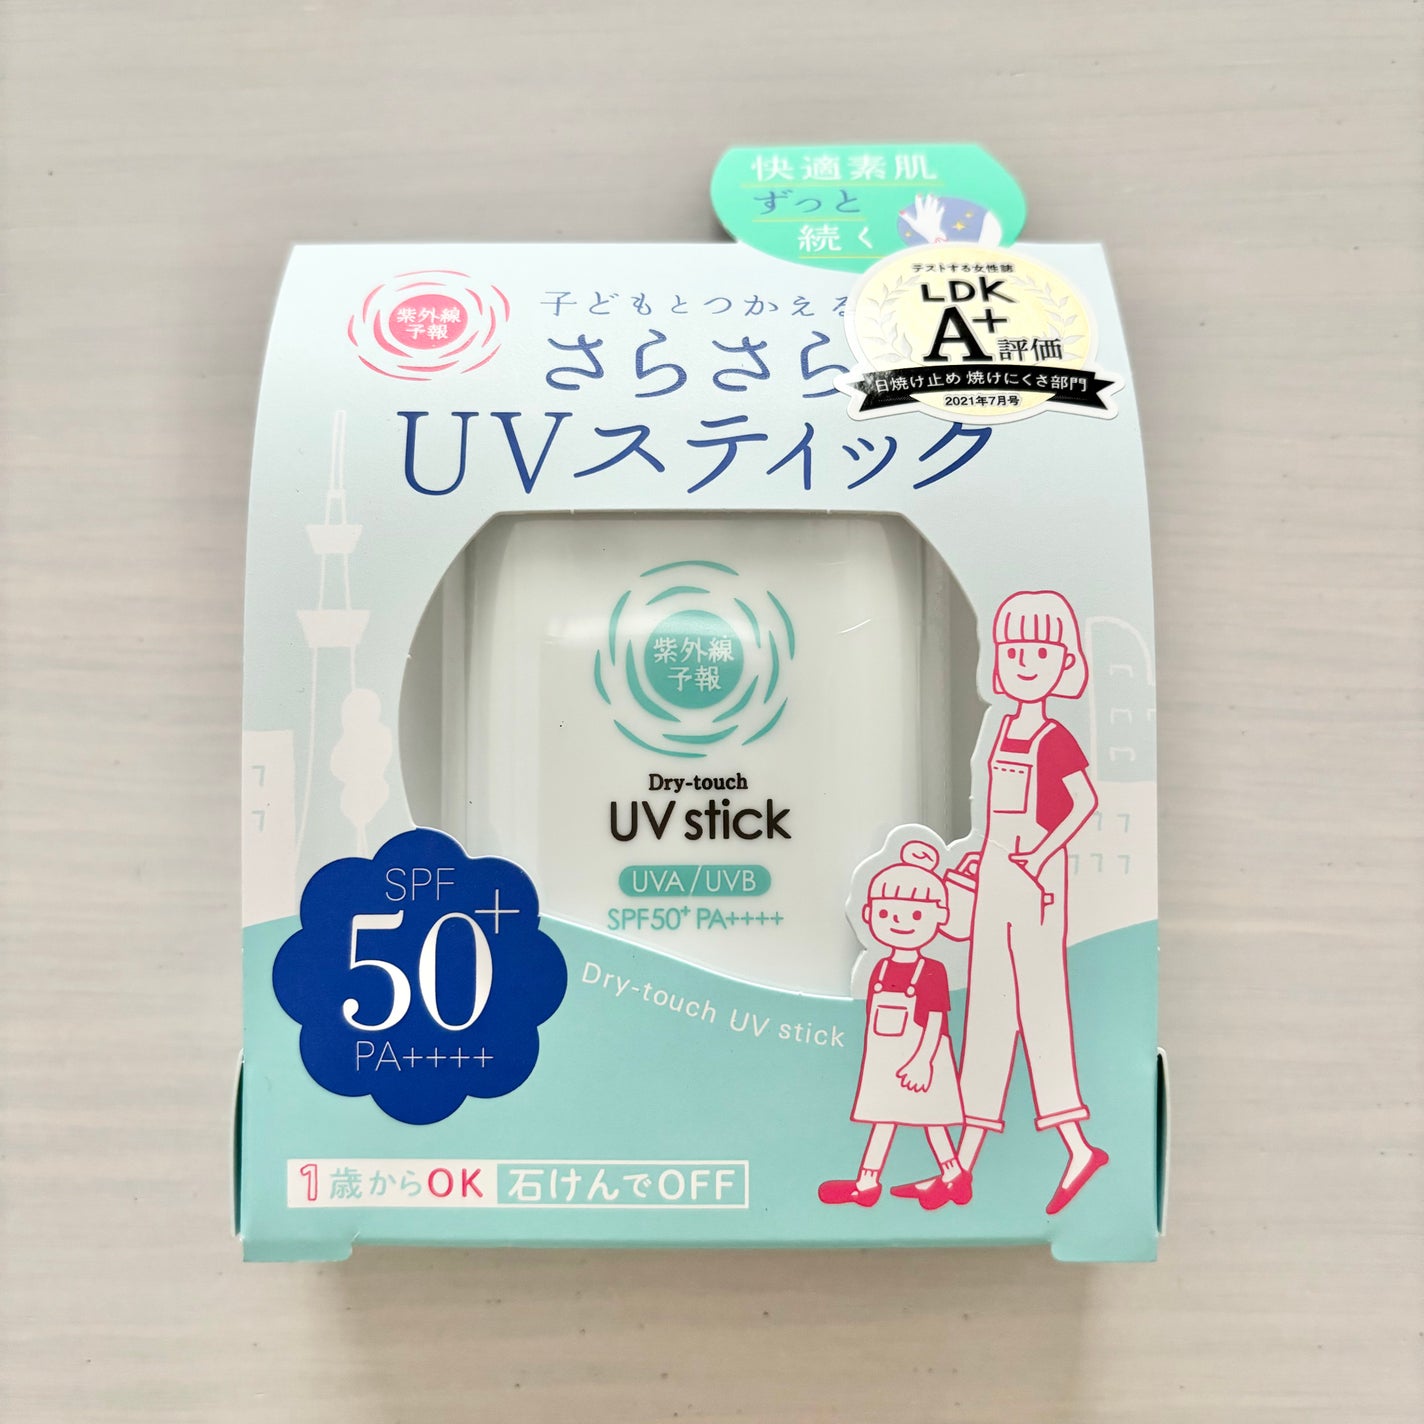 快適素肌
ずっと
続く
テストする女性誌
LDK
A+評価
日焼け止め 焼けにくさ部門
2021年7月号
紫外線
予報
子どもとつかえる
さらさら
UVスティック
紫外線
予報
Dry-touch
UV stick
UVA/UVB
SPF50+ PA++++
SPF
50+
PA++++
Dry-touch UV stick
1歳からOK 石けんでOFF